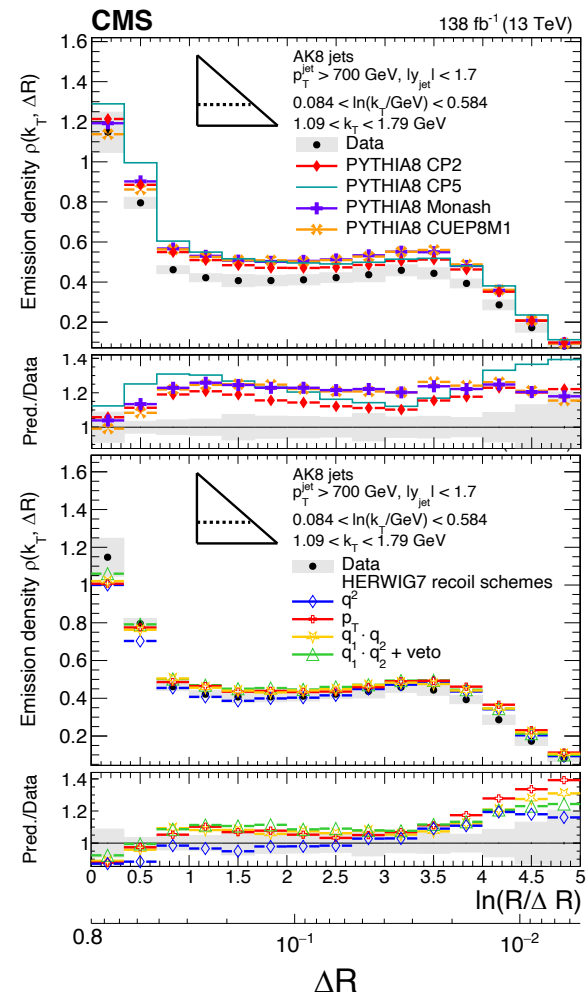 CMS 138 fb⁻¹ (13 TeV)
Emission density ρ(k_T, ΔR)
1.6
1.4
1.2
1
0.8
0.6
0.4
0.2
AK8 jets
p_T^jet > 700 GeV, |y_jet| < 1.7
0.084 < ln(k_T/GeV) < 0.584
1.09 < k_T < 1.79 GeV
Data
PYTHIA8 CP2
PYTHIA8 CP5
PYTHIA8 Monash
PYTHIA8 CUEP8M1
Pred./Data
1.4
1.2
1
Emission density ρ(k_T, ΔR)
1.6
1.4
1.2
1
0.8
0.6
0.4
0.2
AK8 jets
p_T^jet > 700 GeV, |y_jet| < 1.7
0.084 < ln(k_T/GeV) < 0.584
1.09 < k_T < 1.79 GeV
Data
HERWIG7 recoil schemes
q²
p_T
q₁ · q₂
q₁ · q₂² + veto
Pred./Data
1.4
1.2
1
0 0.5 1 1.5 2 2.5 3 3.5 4 4.5 5
ln(R/Δ R)
0.8 10⁻¹ 10⁻²
ΔR